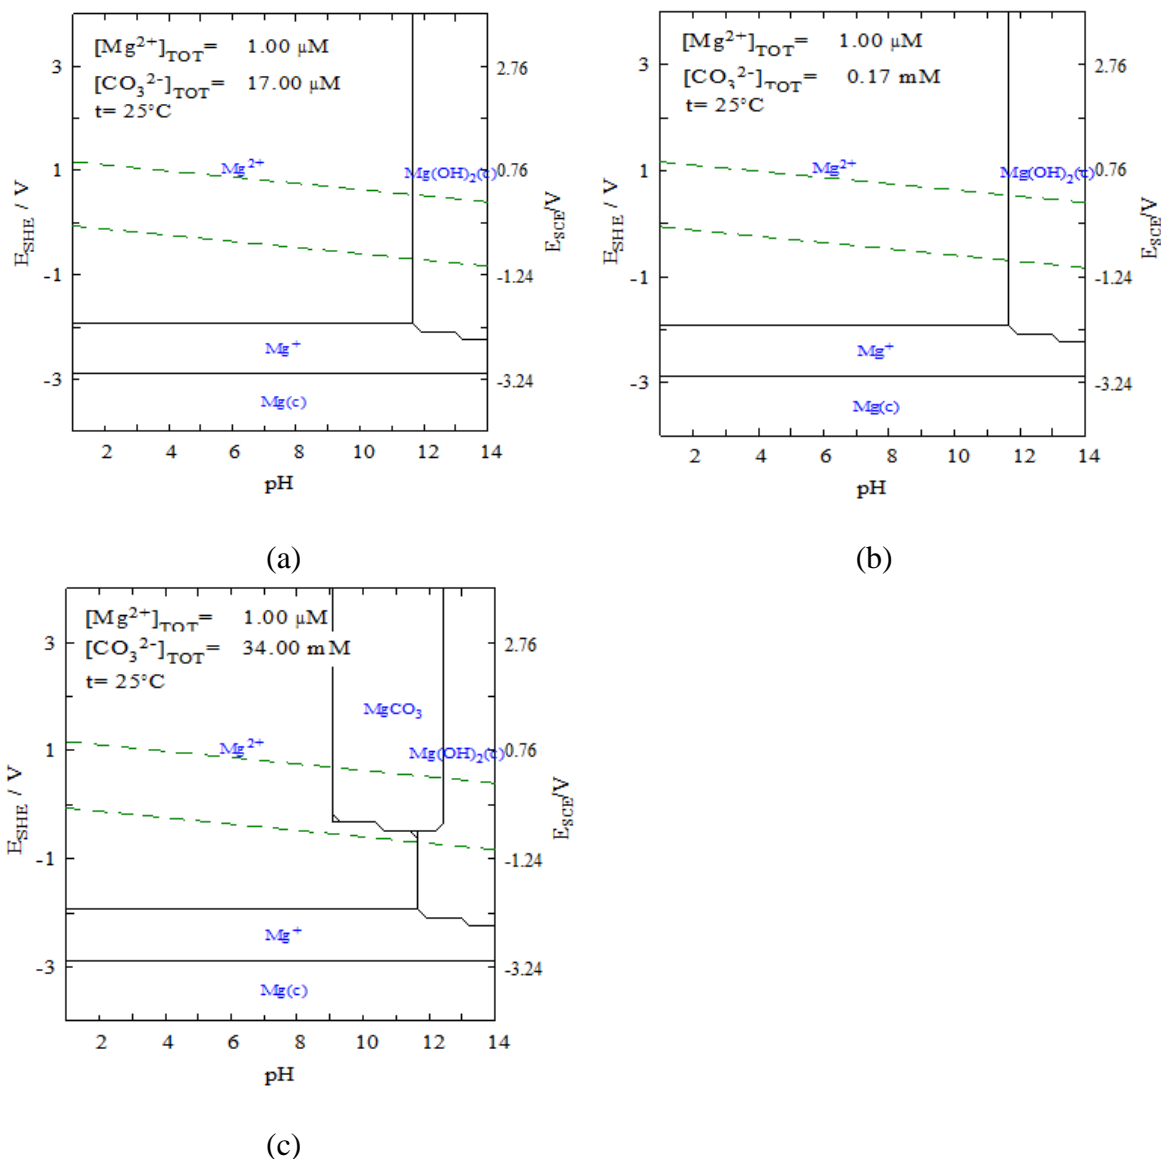 [Mg²⁺]TOT= 1.00 µM
[CO₃²⁻]TOT= 17.00 µM
t= 25°C
3
1
-1
-3
ESHE / V
2.76
0.76
-1.24
-3.24
ESCE/V
Mg²⁺
Mg(OH)₂(c)
Mg⁺
Mg(c)
2 4 6 8 10 12 14
pH
(a)
[Mg²⁺]TOT= 1.00 µM
[CO₃²⁻]TOT= 0.17 mM
t= 25°C
3
1
-1
-3
ESHE / V
2.76
0.76
-1.24
-3.24
ESCE/V
Mg²⁺
Mg(OH)₂(c)
Mg⁺
Mg(c)
2 4 6 8 10 12 14
pH
(b)
[Mg²⁺]TOT= 1.00 µM
[CO₃²⁻]TOT= 34.00 mM
t= 25°C
3
1
-1
-3
ESHE / V
2.76
0.76
-1.24
-3.24
ESCE/V
MgCO₃
Mg²⁺
Mg(OH)₂(c)
Mg⁺
Mg(c)
2 4 6 8 10 12 14
pH
(c)